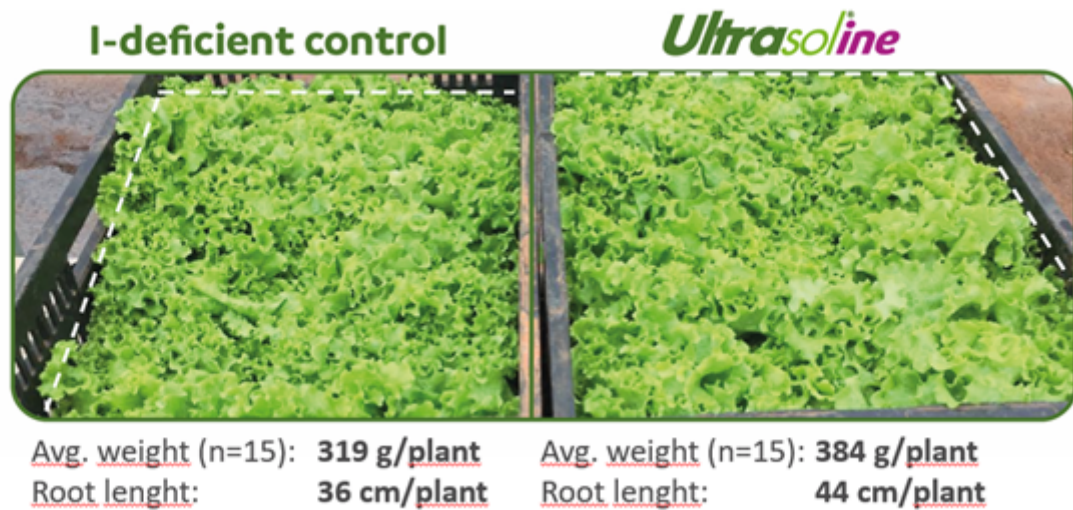 I-deficient control
Ultrasoline
Avg. weight (n=15): 319 g/plant
Root lenght: 36 cm/plant
Avg. weight (n=15): 384 g/plant
Root lenght: 44 cm/plant